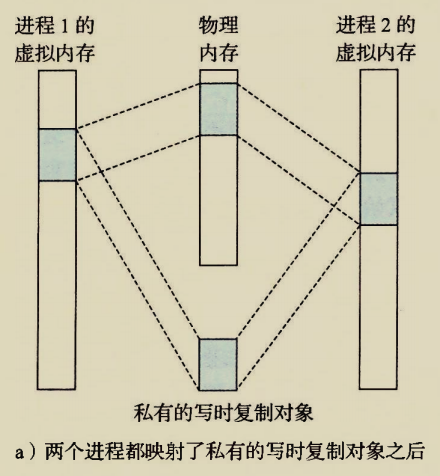 进程 1 的
虚拟内存
物理
内存
进程 2 的
虚拟内存
私有的写时复制对象
a）两个进程都映射了私有的写时复制对象之后